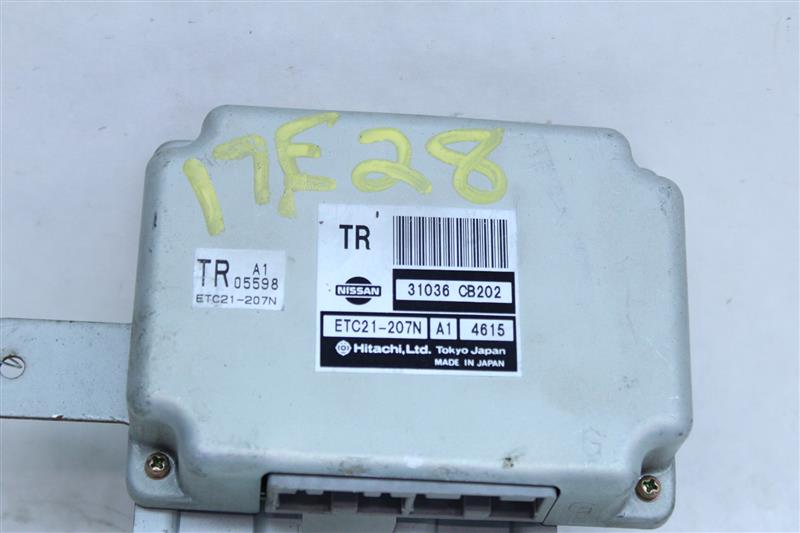 17E28
TR
TR A1
05598
ETC21-207N
NISSAN
31036 CB202
ETC21-207N A1 4615
Hitachi,Ltd. Tokyo Japan
MADE IN JAPAN